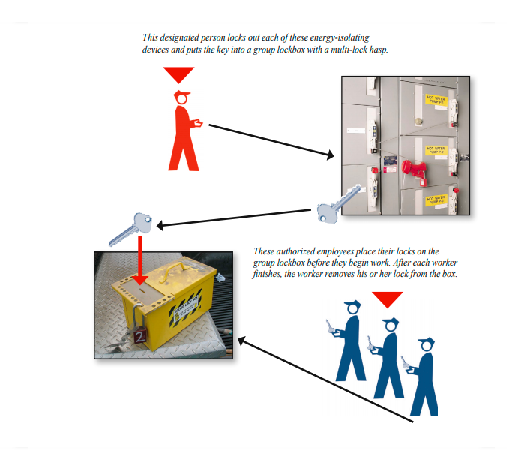 This designated person locks out each of these energy-isolating
devices and puts the key into a group lockbox with a multi-lock hasp.
These authorized employees place their locks on the
group lockbox before they begin work. After each worker
finishes, the worker removes his or her lock from the box.
2